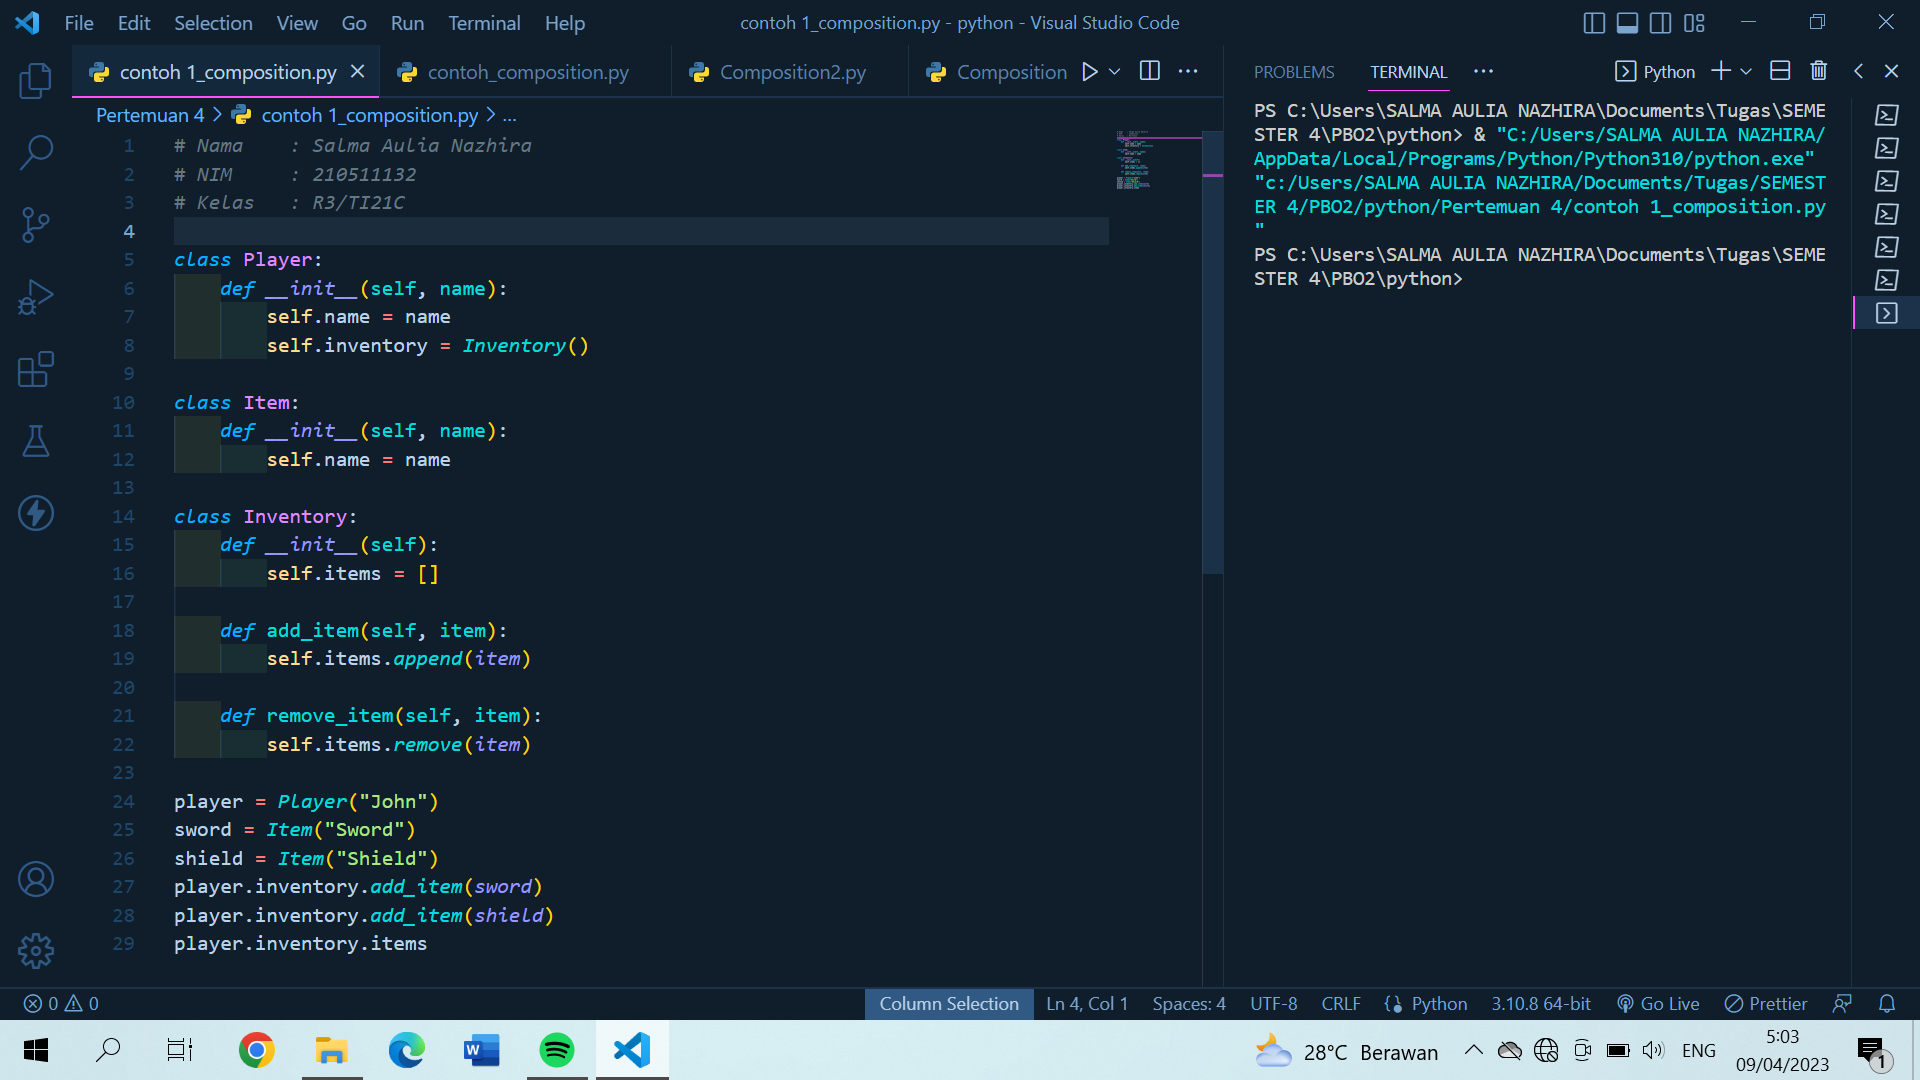 File Edit Selection View Go Run Terminal Help
contoh 1_composition.py - python - Visual Studio Code
contoh 1_composition.py
contoh_composition.py
Composition2.py
Composition
Pertemuan 4 > contoh 1_composition.py > ...
1 # Nama    : Salma Aulia Nazhira
2 # NIM     : 210511132
3 # Kelas   : R3/TI21C
4
5 class Player:
6     def __init__(self, name):
7         self.name = name
8         self.inventory = Inventory()
9
10 class Item:
11     def __init__(self, name):
12         self.name = name
13
14 class Inventory:
15     def __init__(self):
16         self.items = []
17
18     def add_item(self, item):
19         self.items.append(item)
20
21     def remove_item(self, item):
22         self.items.remove(item)
23
24 player = Player("John")
25 sword = Item("Sword")
26 shield = Item("Shield")
27 player.inventory.add_item(sword)
28 player.inventory.add_item(shield)
29 player.inventory.items
PROBLEMS TERMINAL ... Python
PS C:\Users\SALMA AULIA NAZHIRA\Documents\Tugas\SEME
STER 4\PBO2\python> & "C:/Users/SALMA AULIA NAZHIRA/
AppData/Local/Programs/Python/Python310/python.exe"
"c:/Users/SALMA AULIA NAZHIRA/Documents/Tugas/SEMEST
ER 4/PBO2/python/Pertemuan 4/contoh 1_composition.py
"
PS C:\Users\SALMA AULIA NAZHIRA\Documents\Tugas\SEME
STER 4\PBO2\python>
0 0 Column Selection Ln 4, Col 1 Spaces: 4 UTF-8 CRLF Python 3.10.8 64-bit Go Live Prettier
28°C Berawan ENG
5:03
09/04/2023
1